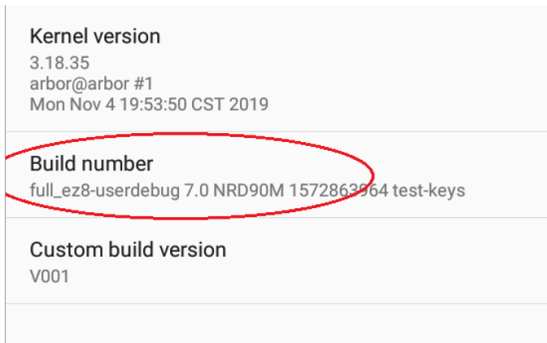 Kernel version
3.18.35
arbor@arbor #1
Mon Nov 4 19:53:50 CST 2019
Build number
full_ez8-userdebug 7.0 NRD90M 1572863964 test-keys
Custom build version
V001